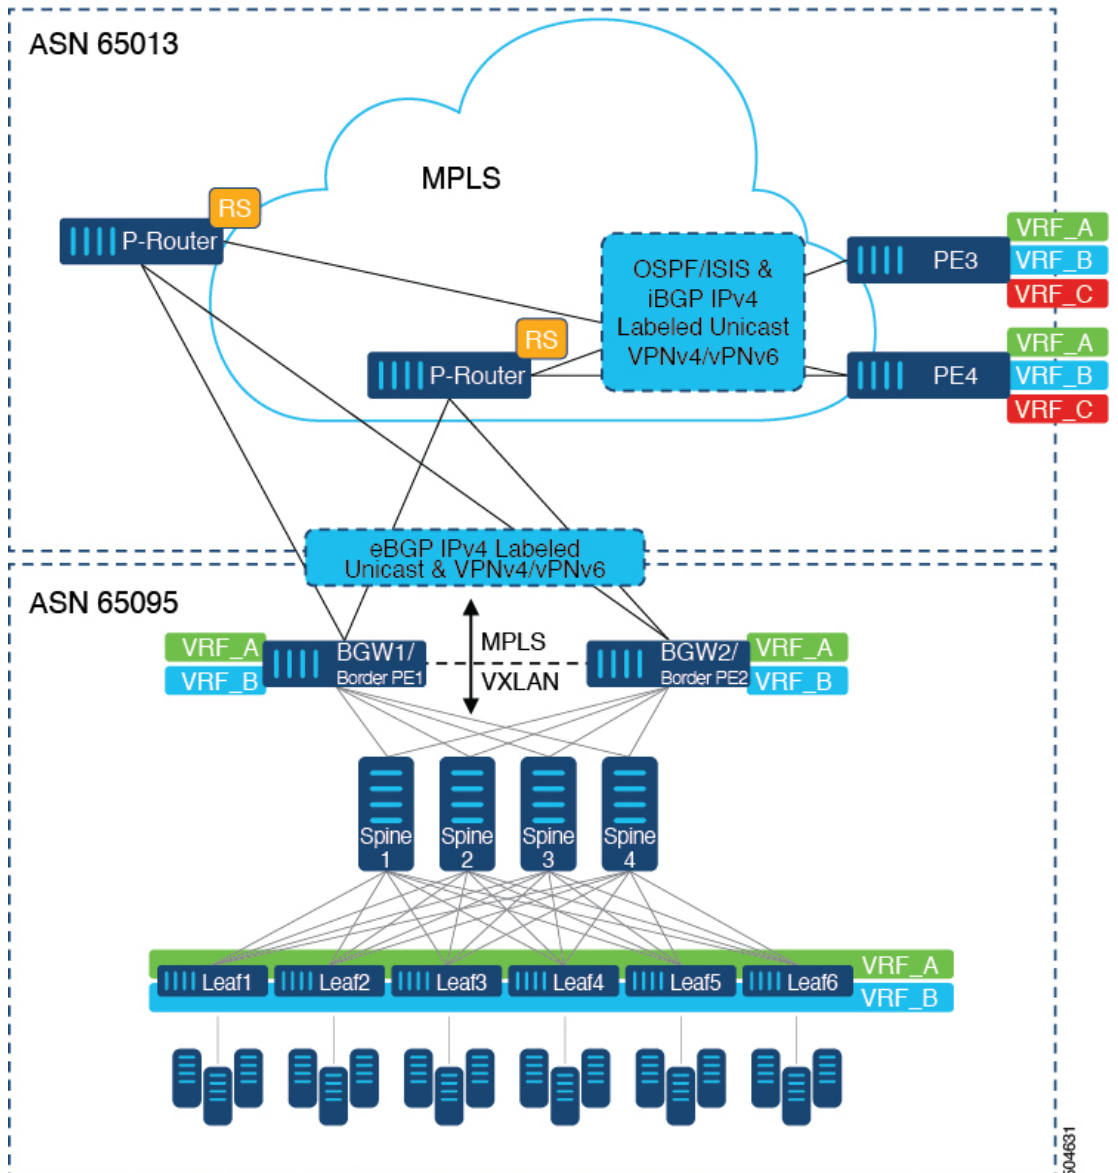 ASN 65013
MPLS
RS
P-Router
VRF_A
PE3
VRF_B
VRF_C
OSPF/ISIS &
iBGP IPv4
Labeled Unicast
VPNv4/vPNv6
RS
P-Router
VRF_A
PE4
VRF_B
VRF_C
eBGP IPv4 Labeled
Unicast & VPNv4/vPNv6
ASN 65095
VRF_A
VRF_B
BGW1/
Border PE1
MPLS
VXLAN
BGW2/
Border PE2
VRF_A
VRF_B
Spine
1
Spine
2
Spine
3
Spine
4
Leaf1
Leaf2
Leaf3
Leaf4
Leaf5
Leaf6
VRF_A
VRF_B
504631